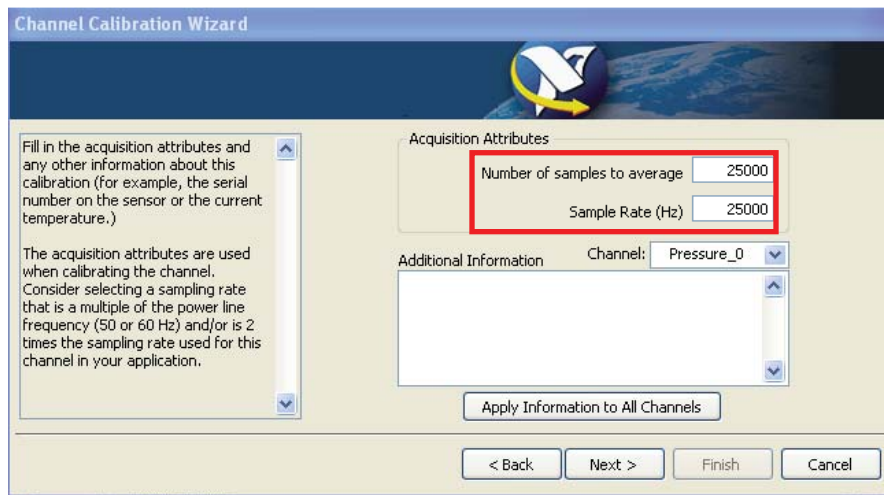 Channel Calibration Wizard
Fill in the acquisition attributes and
any other information about this
calibration (for example, the serial
number on the sensor or the current
temperature.)
The acquisition attributes are used
when calibrating the channel.
Consider selecting a sampling rate
that is a multiple of the power line
frequency (50 or 60 Hz) and/or is 2
times the sampling rate used for this
channel in your application.
Acquisition Attributes
Number of samples to average 25000
Sample Rate (Hz) 25000
Additional Information Channel: Pressure_0
Apply Information to All Channels
< Back Next > Finish Cancel